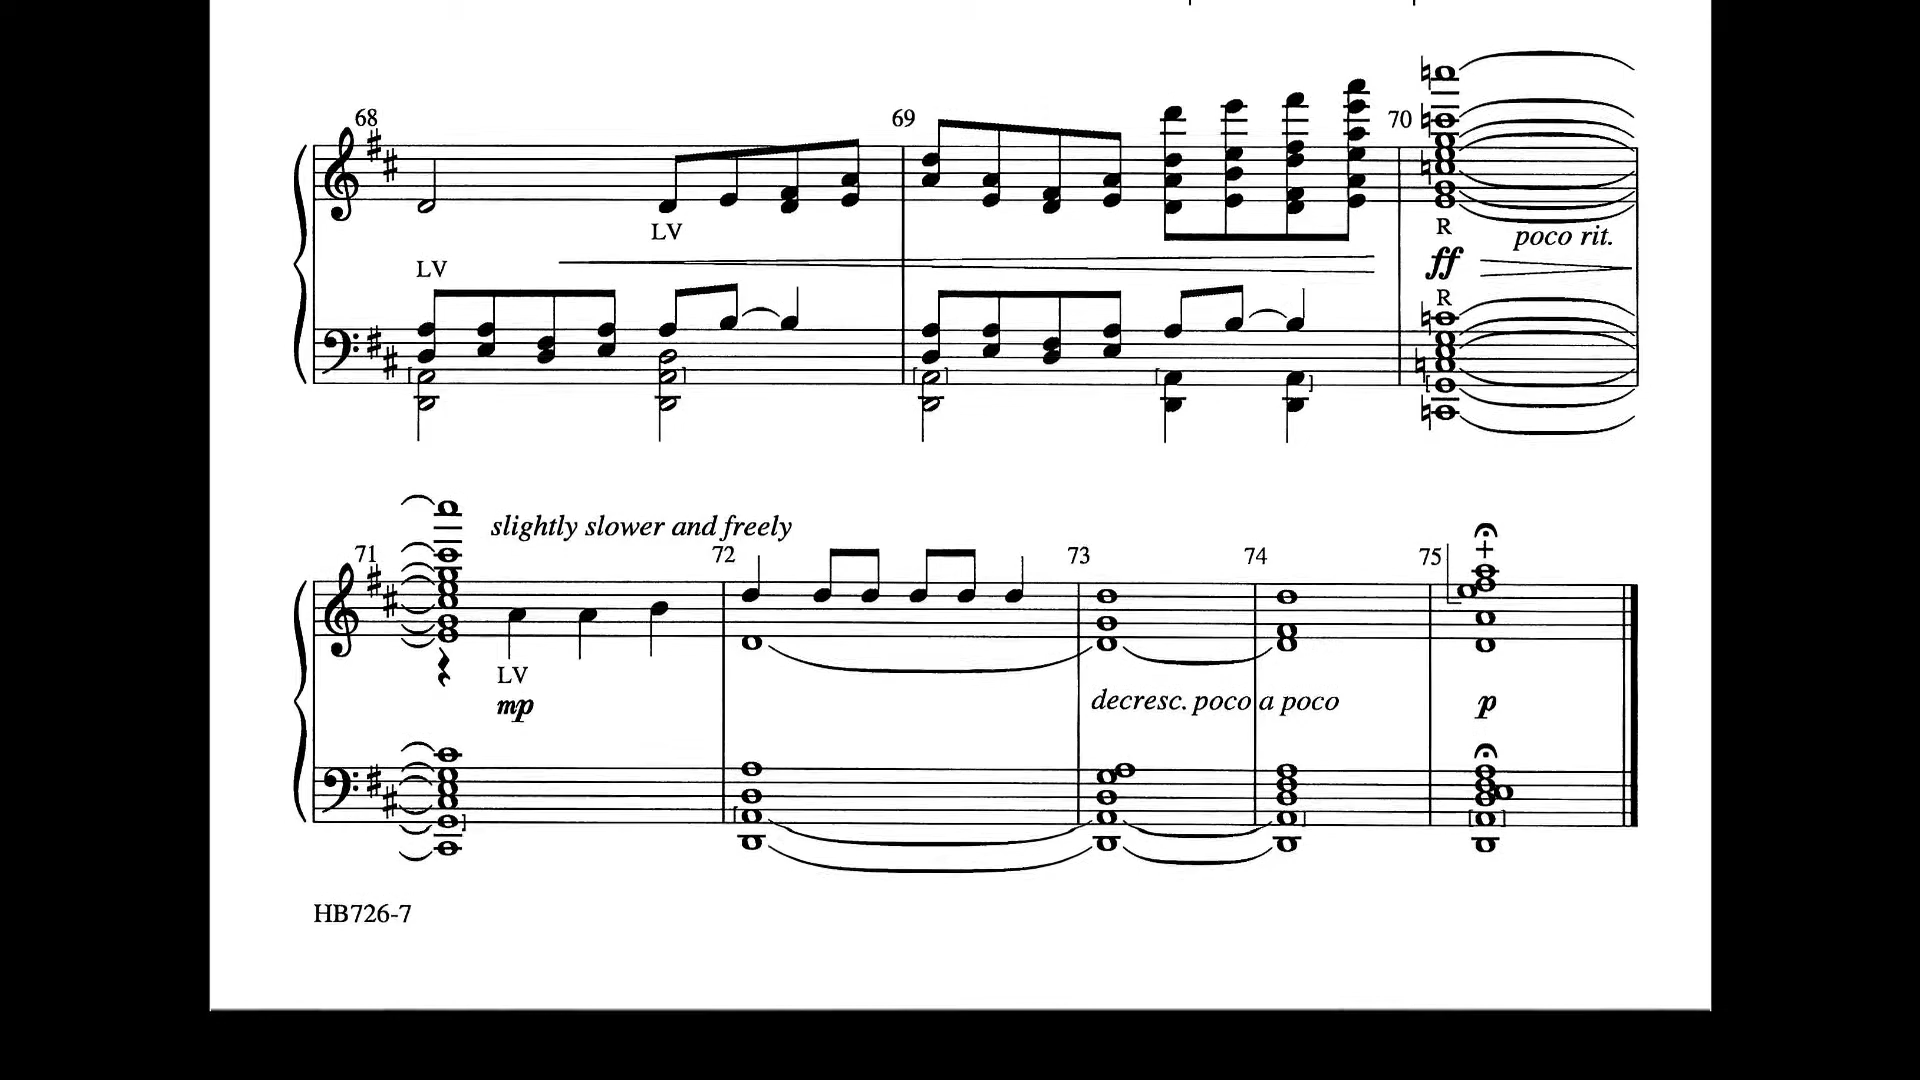 68 69 70
LV
R
poco rit.
LV
ff
R
slightly slower and freely
71 72 73 74 75
LV
mp
decresc. poco a poco
p
HB726-7